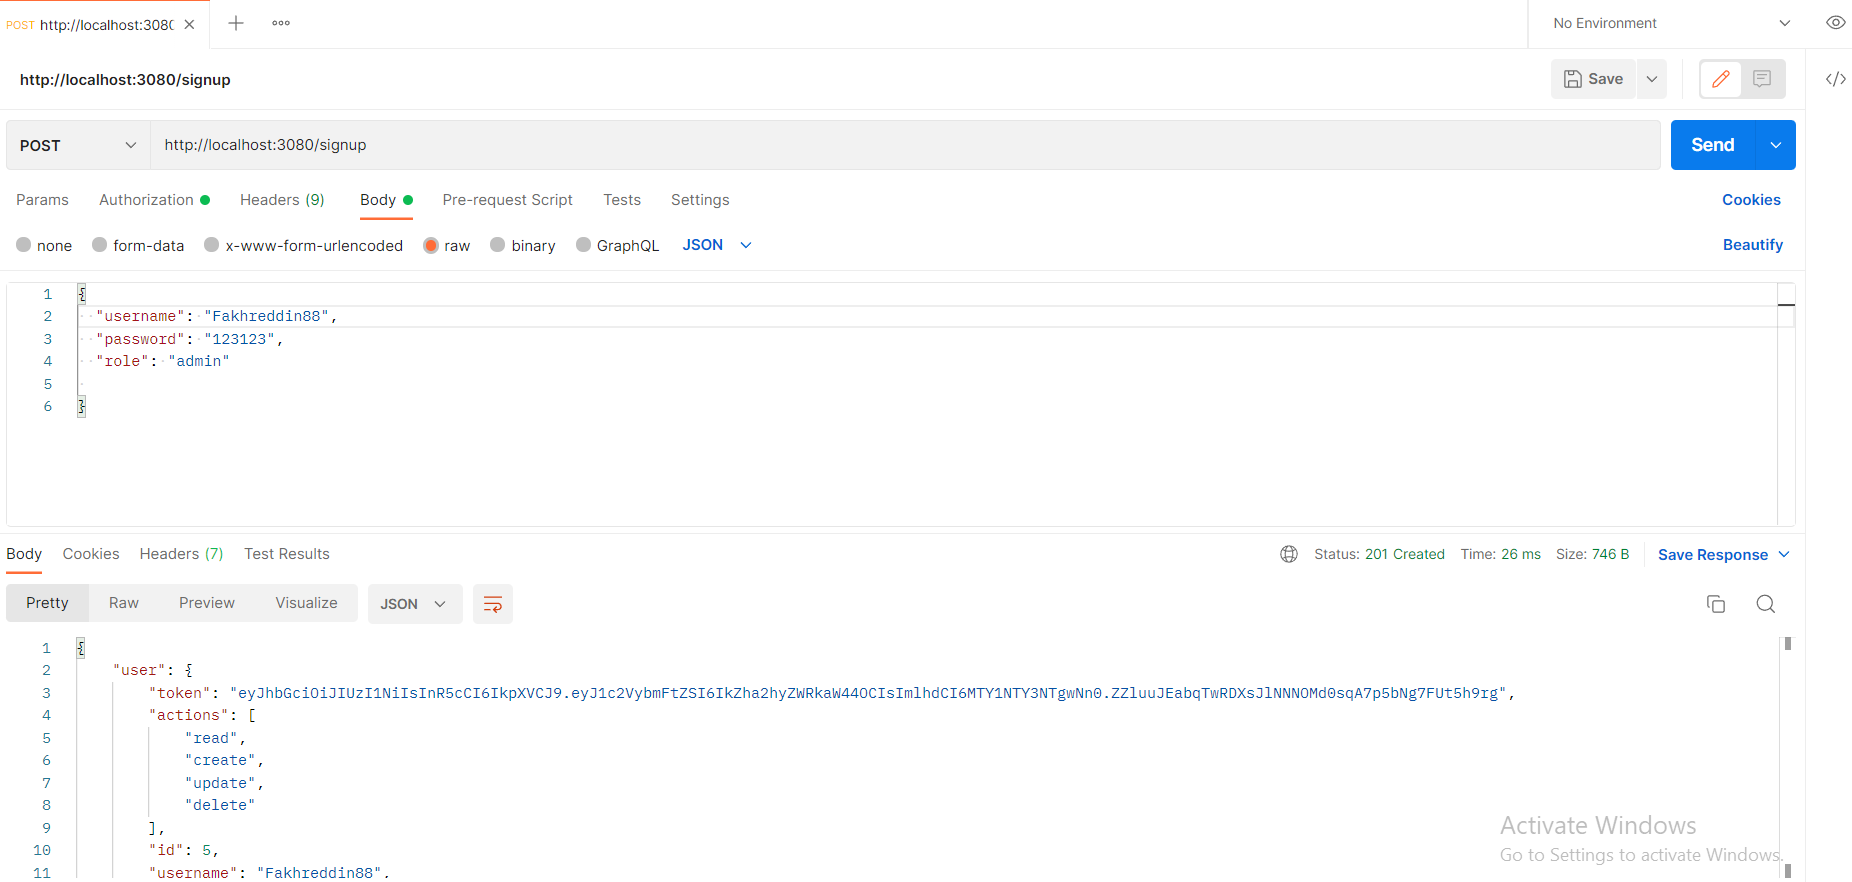 POST http://localhost:308
No Environment
http://localhost:3080/signup
Save
POST
http://localhost:3080/signup
Send
Params Authorization Headers (9) Body Pre-request Script Tests Settings Cookies
none form-data x-www-form-urlencoded raw binary GraphQL JSON Beautify
1 {
2 "username": "Fakhreddin88",
3 "password": "123123",
4 "role": "admin"
5
6 }
Body Cookies Headers (7) Test Results Status: 201 Created Time: 26 ms Size: 746 B Save Response
Pretty Raw Preview Visualize JSON
1 {
2 "user": {
3 "token": "eyJhbGciOiJIUzI1NiIsInR5cCI6IkpXVCJ9.eyJ1c2VybmFtZSI6IkZha2hyZWRkaW44OCIsImlhdCI6MTY1NTY3NTgwNn0.ZZluuJEabqTwRDXsJlNNNOMd0sqA7p5bNg7FUt5h9rg",
4 "actions": [
5 "read",
6 "create",
7 "update",
8 "delete"
9 ],
10 "id": 5,
11 "username": "Fakhreddin88",
Activate Windows
Go to Settings to activate Windows.